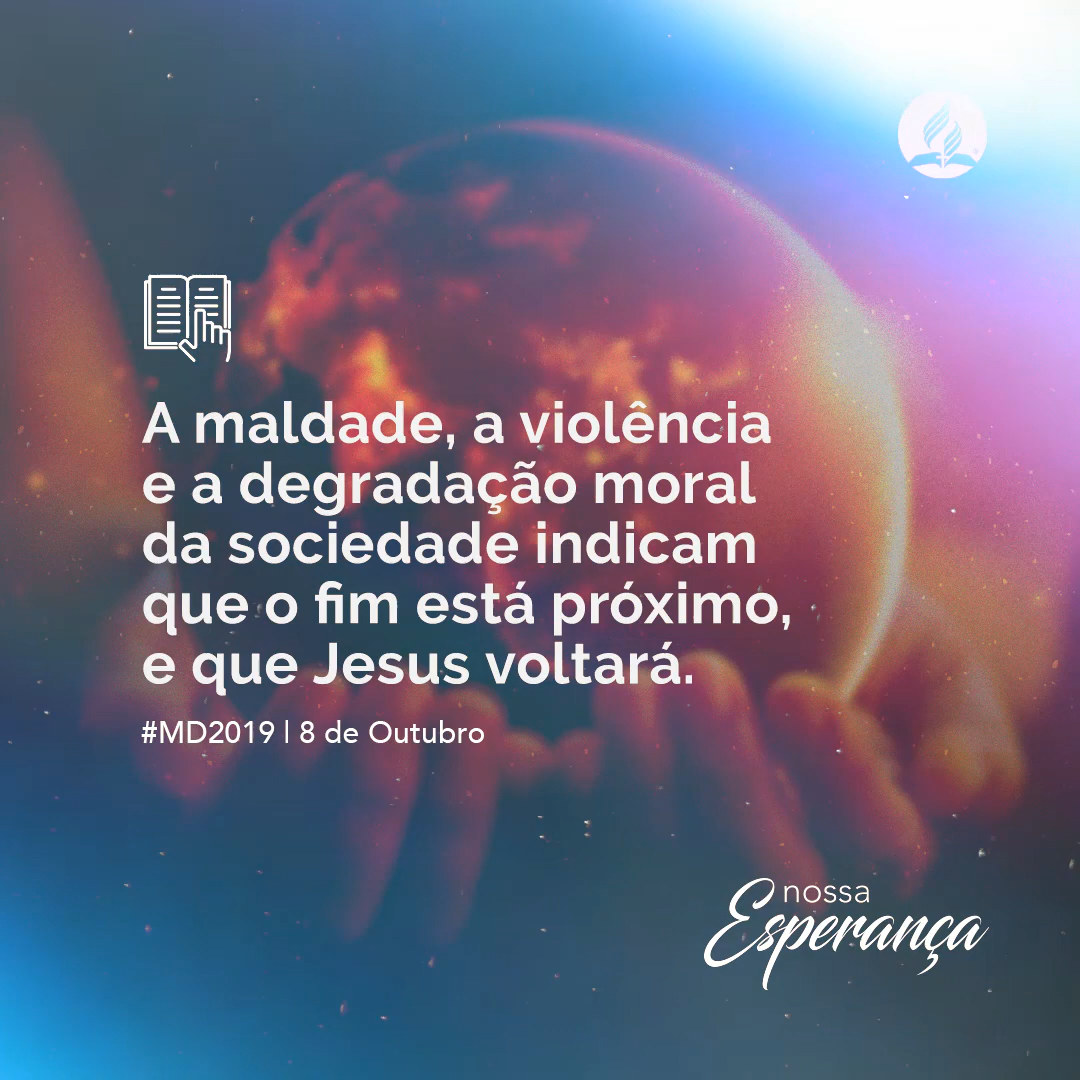 A maldade, a violência
e a degradação moral
da sociedade indicam
que o fim está próximo,
e que Jesus voltará.
#MD2019 | 8 de Outubro
nossa
Esperança